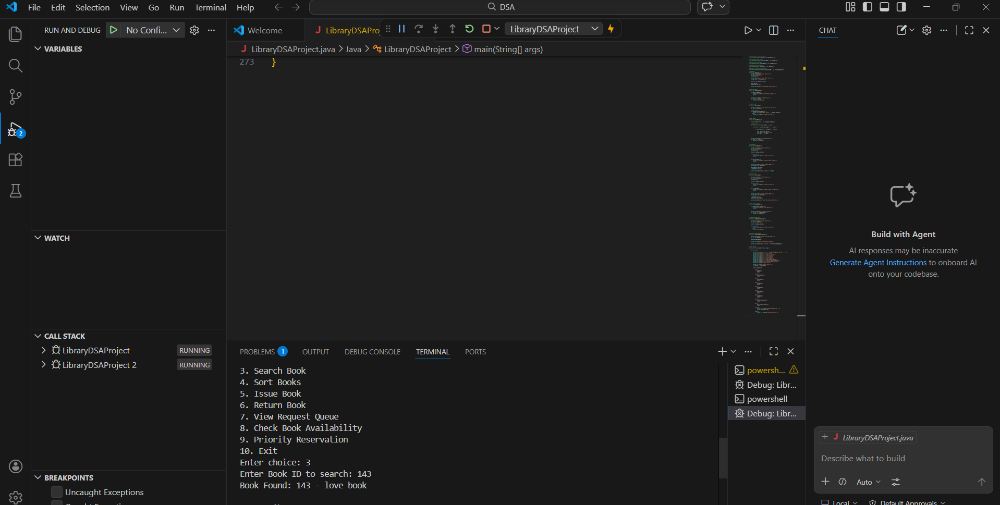 File Edit Selection View Go Run Terminal Help
DSA
RUN AND DEBUG
No Confi...
Welcome
LibraryDSAPro
LibraryDSAProject
CHAT
VARIABLES
LibraryDSAProject.java > Java > LibraryDSAProject > main(String[] args)
273 }
2
WATCH
CALL STACK
LibraryDSAProject RUNNING
LibraryDSAProject 2 RUNNING
BREAKPOINTS
Uncaught Exceptions
PROBLEMS 1 OUTPUT DEBUG CONSOLE TERMINAL PORTS
3. Search Book
4. Sort Books
5. Issue Book
6. Return Book
7. View Request Queue
8. Check Book Availability
9. Priority Reservation
10. Exit
Enter choice: 3
Enter Book ID to search: 143
Book Found: 143 - love book
powersh...
Debug: Libr...
powershell
Debug: Libr...
Build with Agent
AI responses may be inaccurate
Generate Agent Instructions to onboard AI
onto your codebase.
LibraryDSAProject.java
Describe what to build
Auto
Local Default Approvals